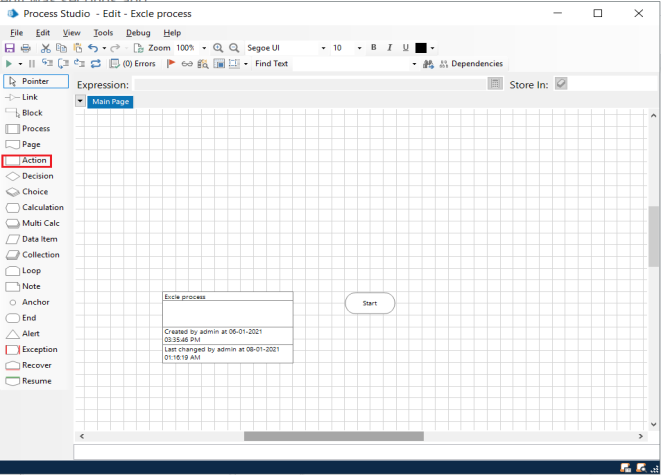 Process Studio - Edit - Excle process
File Edit View Tools Debug Help
Zoom 100% Segoe UI 10 B I U
(0) Errors Find Text Dependencies
Pointer
Expression: Store In:
Link
Main Page
Block
Process
Page
Action
Decision
Choice
Calculation
Multi Calc
Data Item
Collection
Loop
Note
Anchor
End
Alert
Exception
Recover
Resume
Excle process
Start
Created by admin at 06-01-2021
03:35:46 PM
Last changed by admin at 08-01-2021
01:16:19 AM